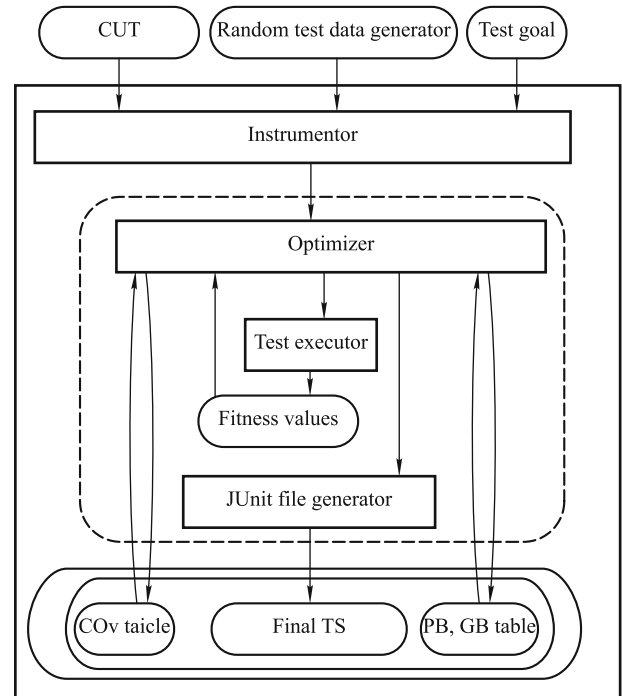 CUT
Random test data generator
Test goal
Instrumentor
Optimizer
Test executor
Fitness values
JUnit file generator
COv taicle
Final TS
PB, GB table